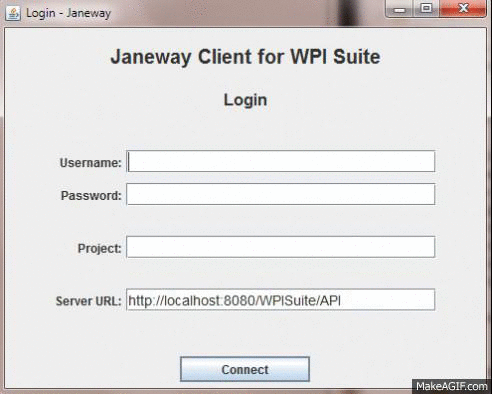 Login - Janeway
Janeway Client for WPI Suite
Login
Username:
Password:
Project:
Server URL: http://localhost:8080/WPISuite/API
Connect
MakeAGIF.com